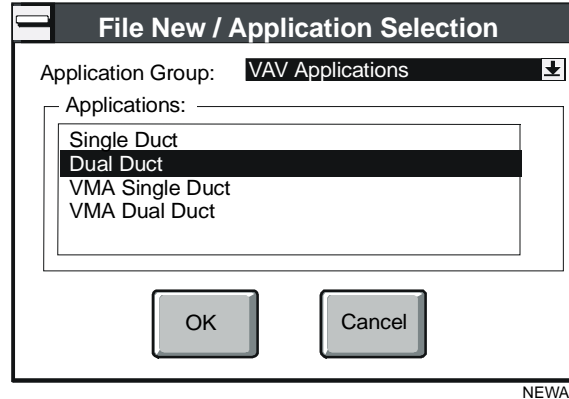 File New / Application Selection
Application Group: VAV Applications
Applications:
Single Duct
Dual Duct
VMA Single Duct
VMA Dual Duct
OK Cancel
NEWA